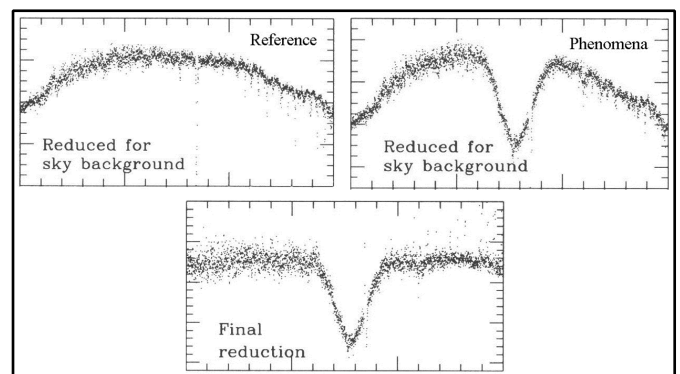 Reference
Reduced for
sky background
Phenomena
Reduced for
sky background
Final
reduction